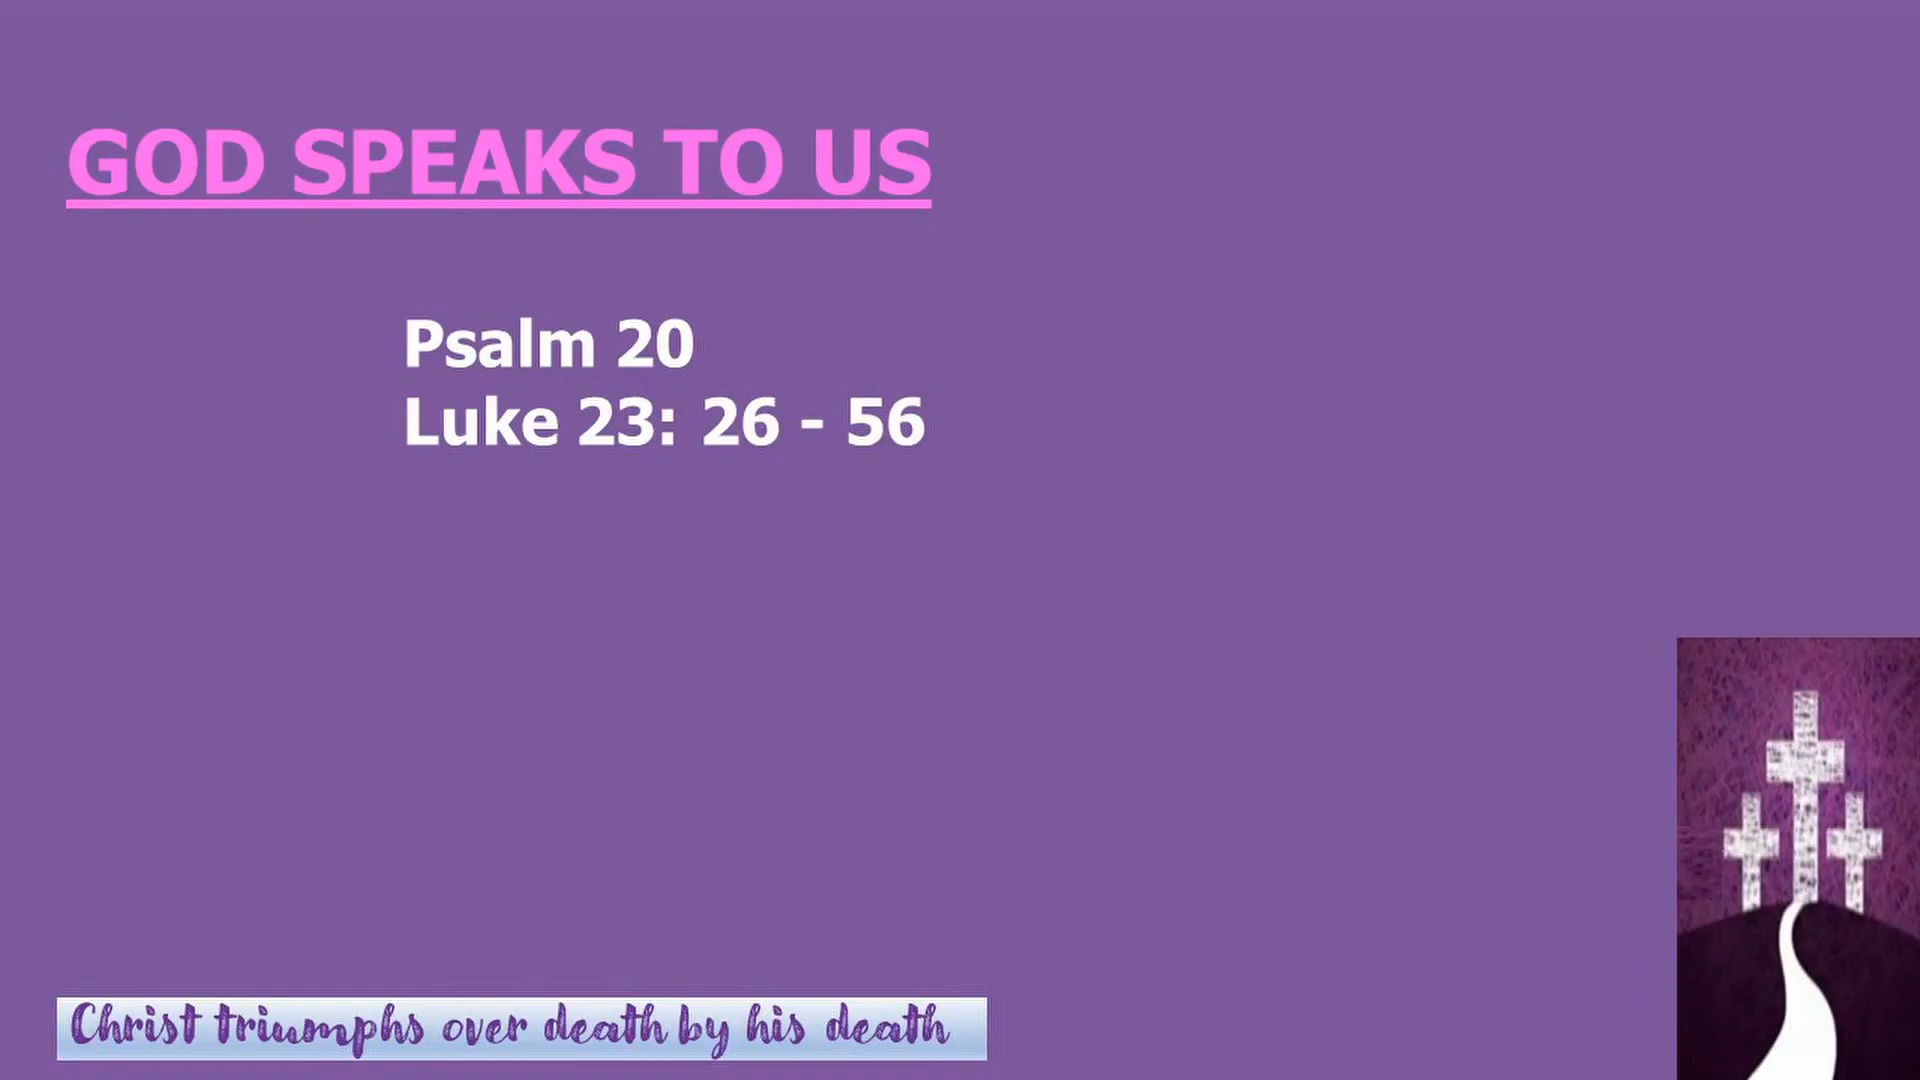 GOD SPEAKS TO US
Psalm 20
Luke 23: 26 - 56
Christ triumphs over death by his death